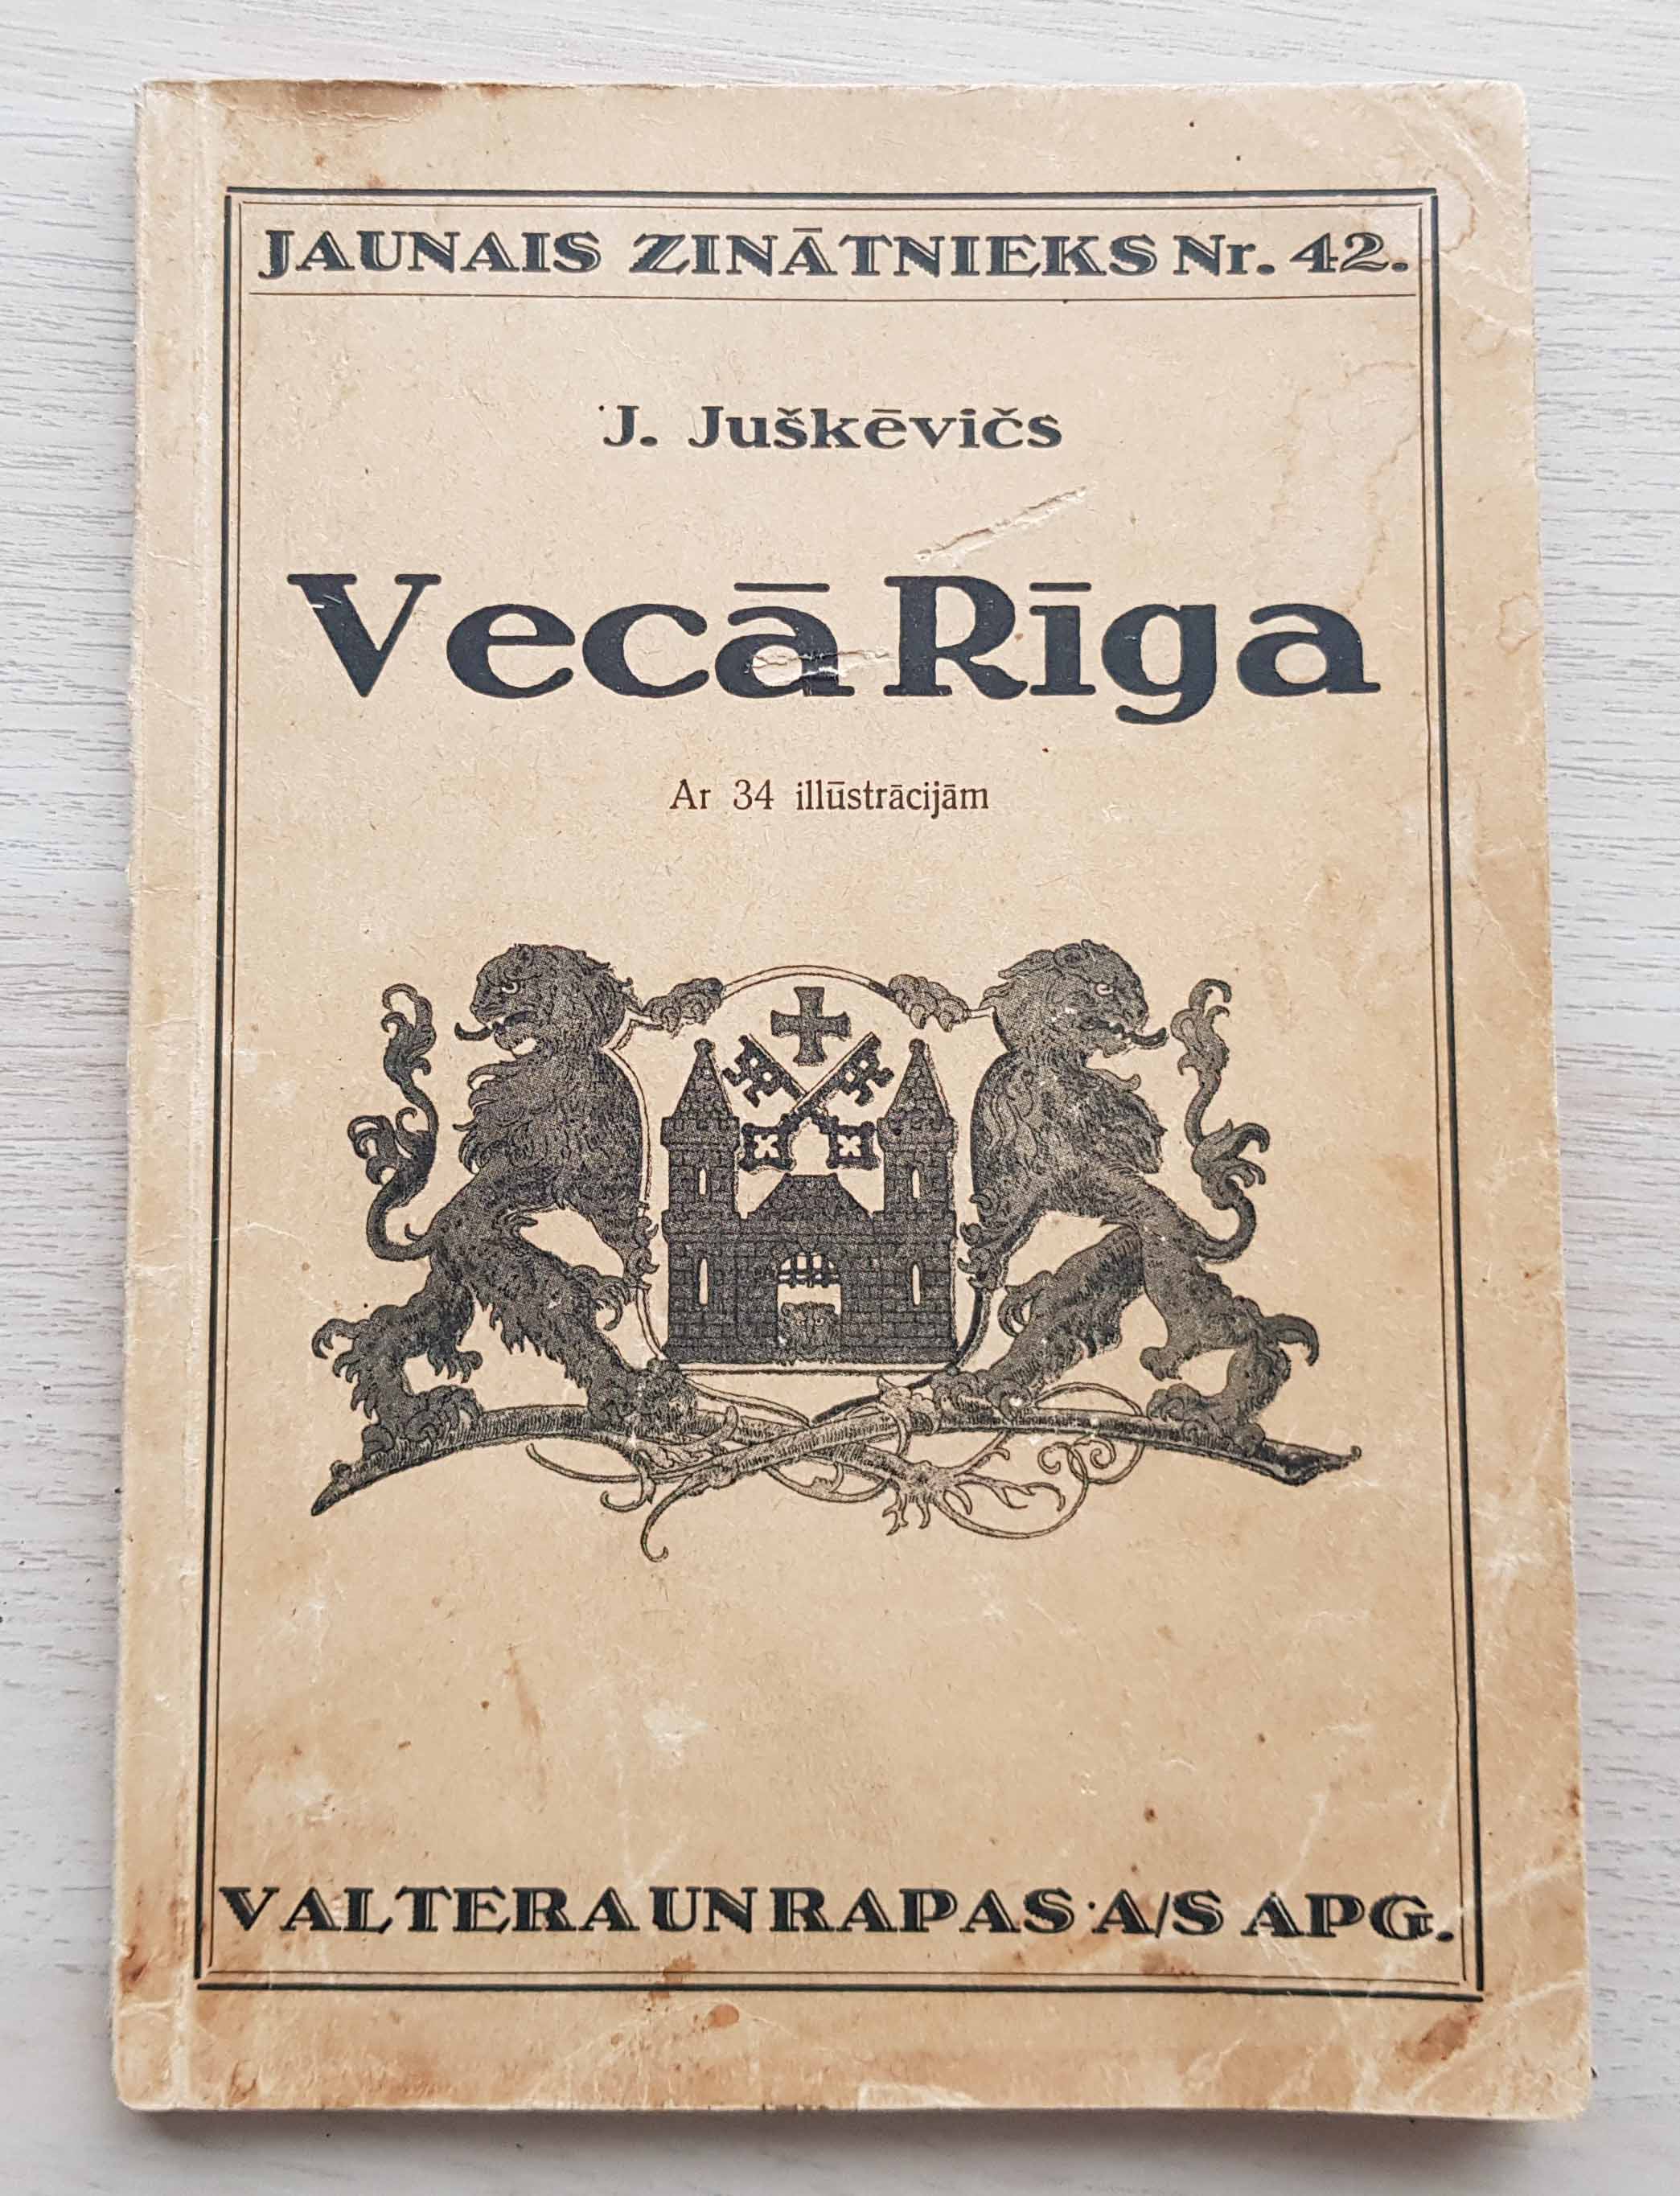 JAUNAIS ZINĀTNIEKS Nr. 42.
J. Juškēvičs
Vecā Rīga
Ar 34 illūstrācijām
VALTERA UN RAPAS A/S APG.